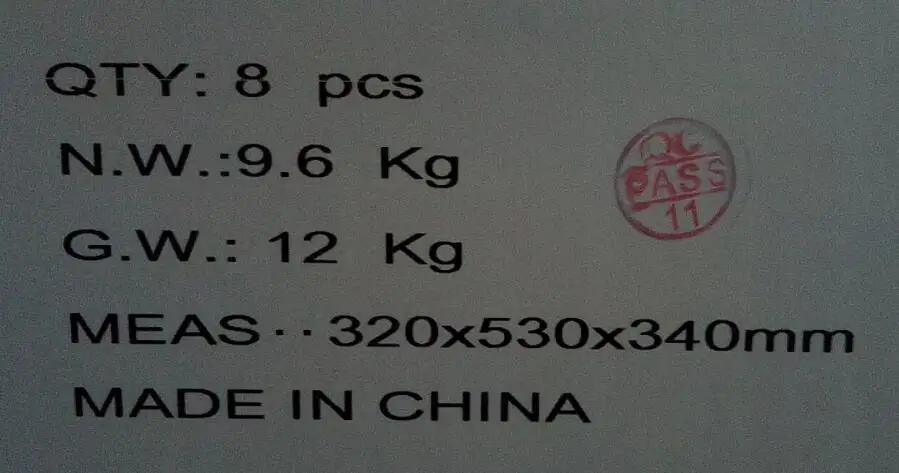 QTY: 8 pcs
N.W.:9.6 Kg
G.W.: 12 Kg
MEAS··320x530x340mm
MADE IN CHINA
QC
PASS
11